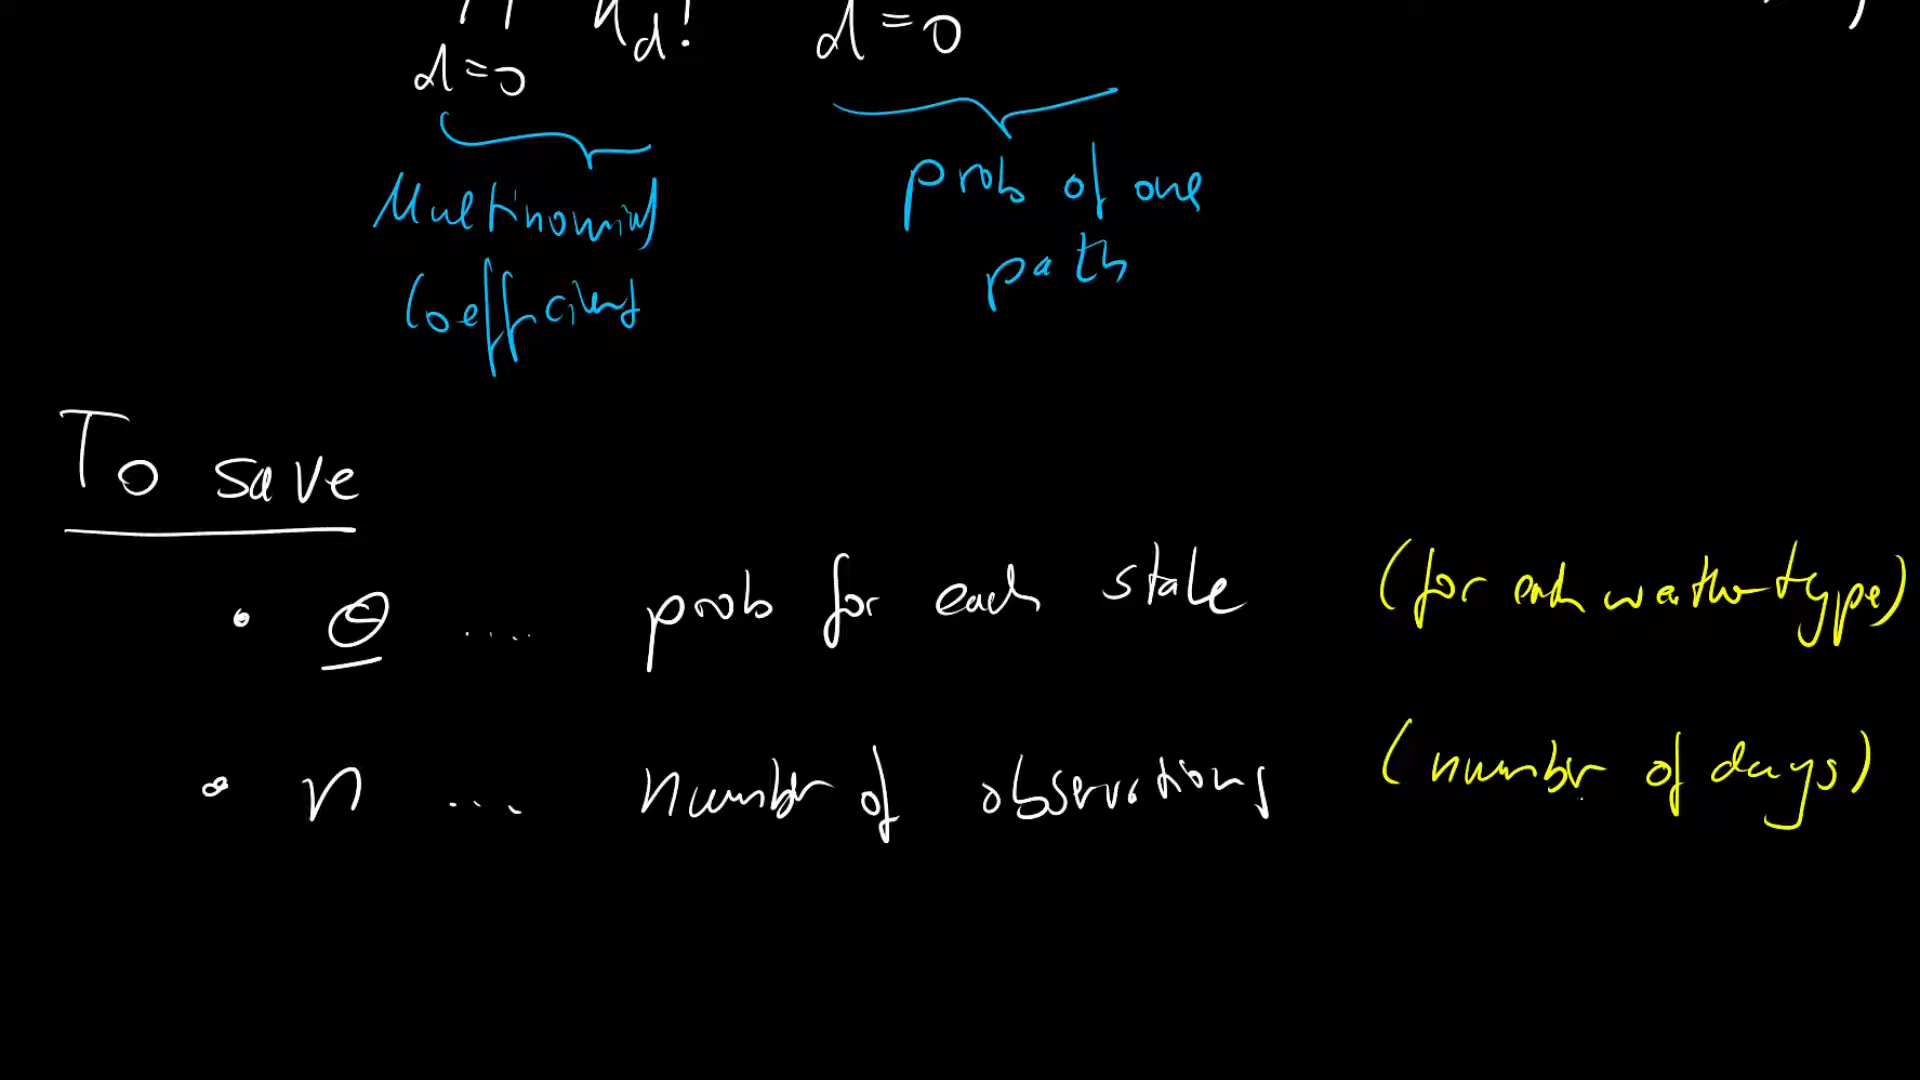 n_d!
d=0
d=0
Multinomial
Coefficient
prob of one
path
To save
• θ .... prob for each state (for each weather type)
• n ... number of observations (number of days)